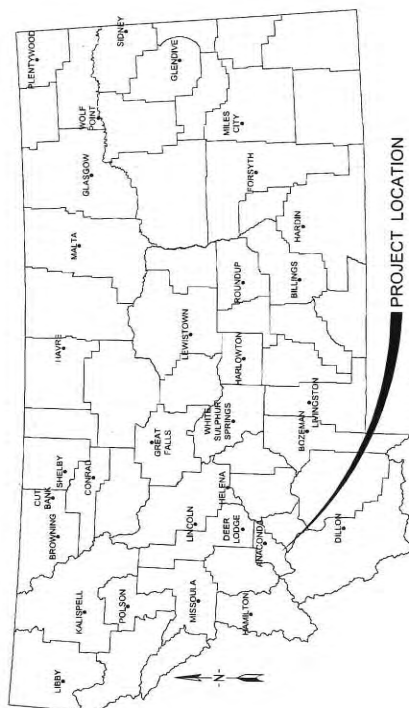 LIBBY
KALISPELL
POLSON
MISSOULA
HAMILTON
BROWNING
CUT
BANK
SHELBY
CONRAD
GREAT
FALLS
LINCOLN
HELENA
DEER
LODGE
ANACONDA
DILLON
BOZEMAN
LIVINGSTON
WHITE
SULPHUR
SPRINGS
HAVRE
LEWISTOWN
HARLOWTON
ROUNDUP
BILLINGS
HARDIN
MALTA
GLASGOW
WOLF
POINT
PLENTYWOOD
SIDNEY
GLENDIVE
MILES
CITY
FORSYTH
-N-
PROJECT LOCATION